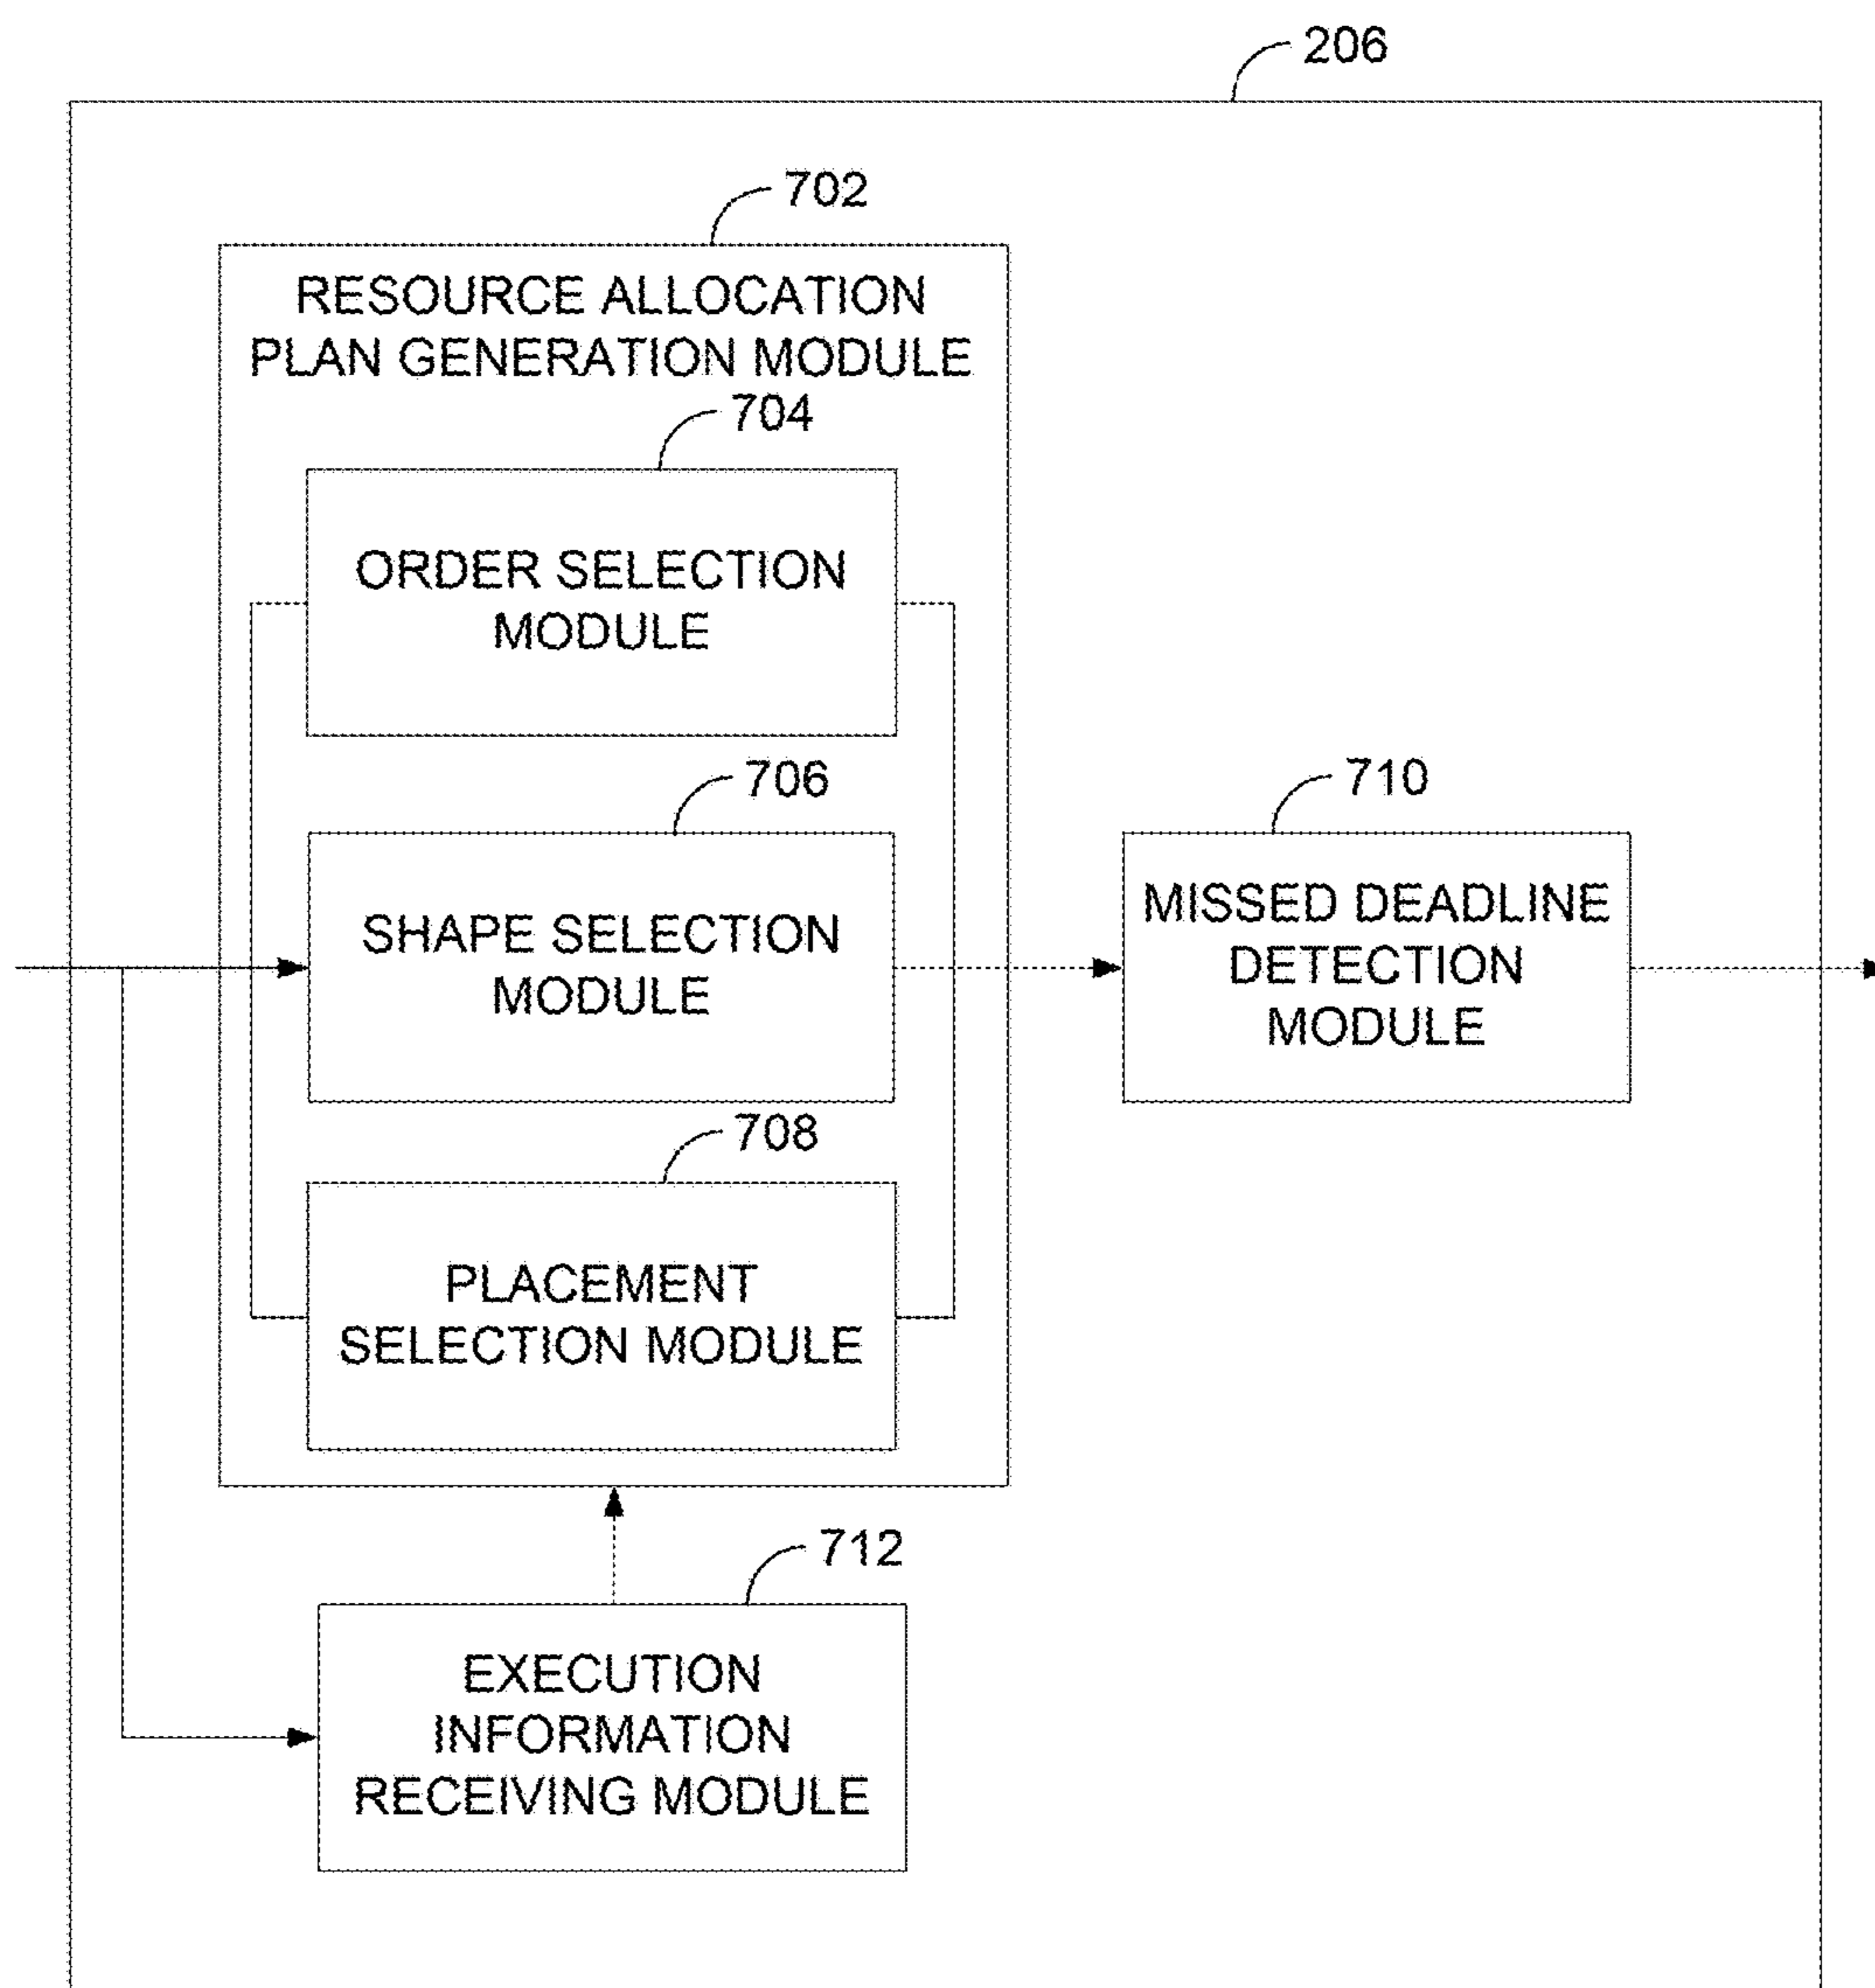 206
702
RESOURCE ALLOCATION
PLAN GENERATION MODULE
704
ORDER SELECTION
MODULE
706
SHAPE SELECTION
MODULE
710
MISSED DEADLINE
DETECTION
MODULE
708
PLACEMENT
SELECTION MODULE
712
EXECUTION
INFORMATION
RECEIVING MODULE